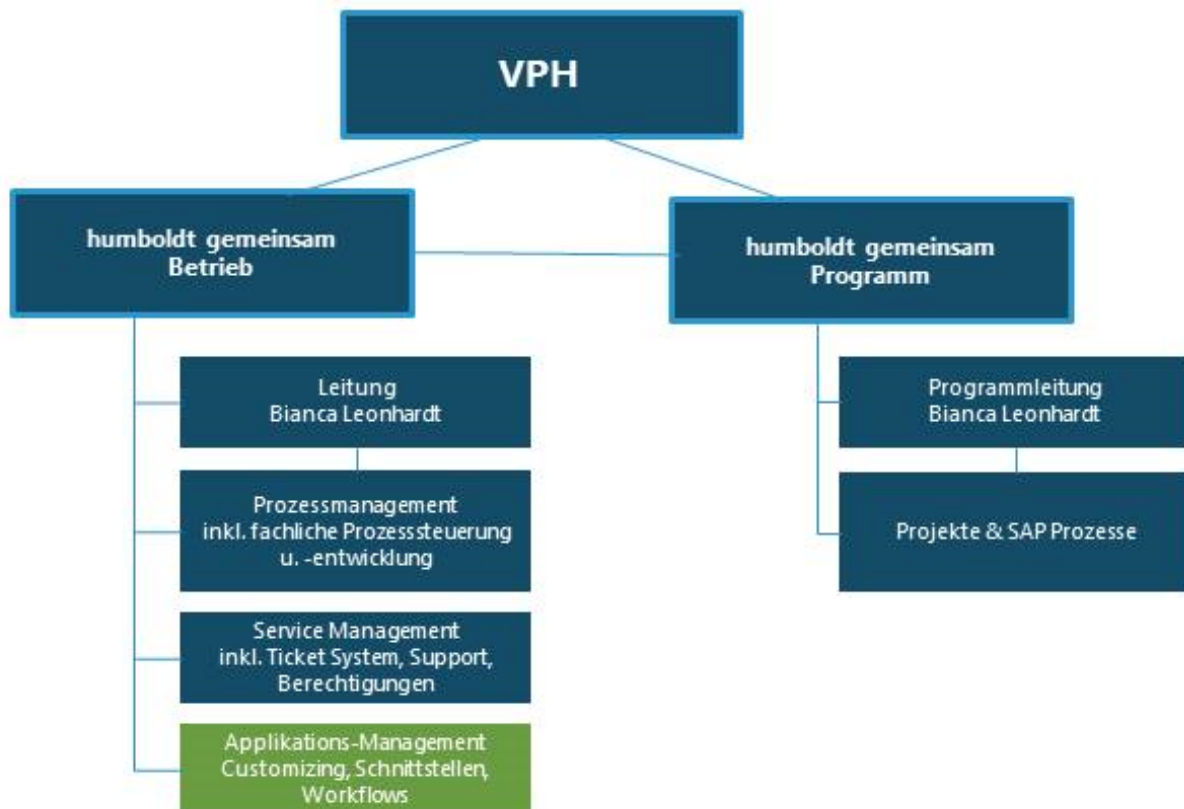 VPH
humboldt gemeinsam
Betrieb
humboldt gemeinsam
Programm
Leitung
Bianca Leonhardt
Prozessmanagement
inkl. fachliche Prozesssteuerung
u. -entwicklung
Service Management
inkl. Ticket System, Support,
Berechtigungen
Applikations-Management
Customizing, Schnittstellen,
Workflows
Programmleitung
Bianca Leonhardt
Projekte & SAP Prozesse